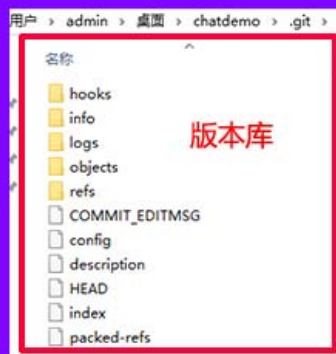 用户 > admin > 桌面 > chatdemo > .git >
名称
hooks
info
logs
版本库
objects
refs
COMMIT_EDITMSG
config
description
HEAD
index
packed-refs